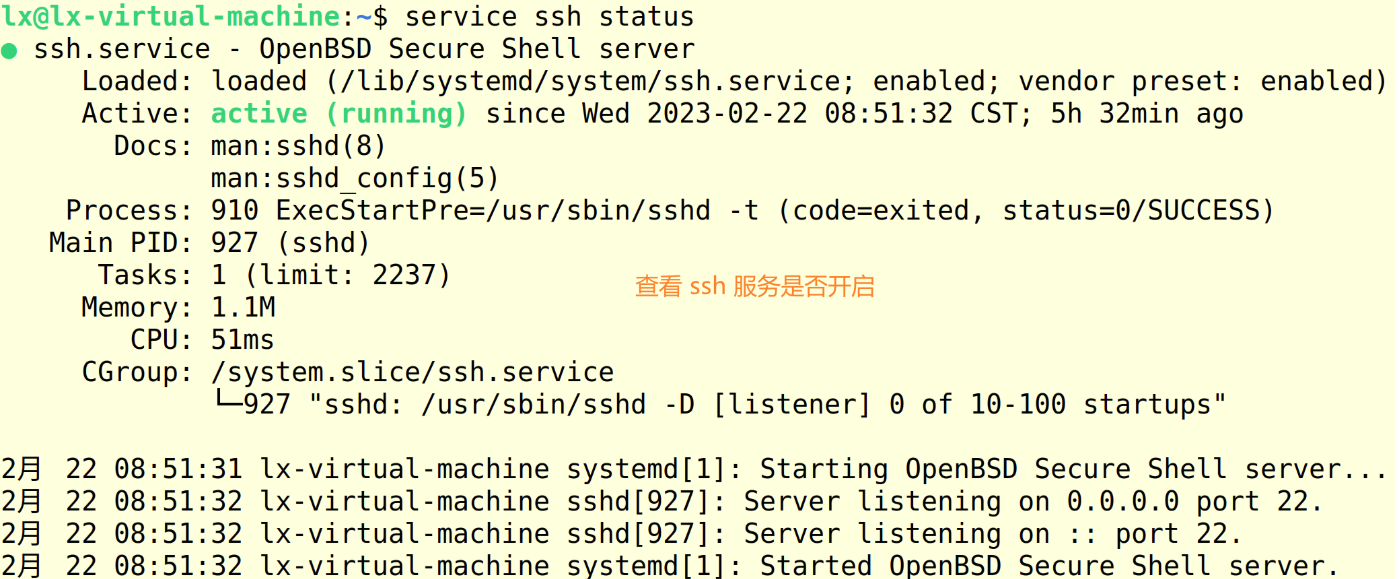 lx@lx-virtual-machine:~$ service ssh status
● ssh.service - OpenBSD Secure Shell server
Loaded: loaded (/lib/systemd/system/ssh.service; enabled; vendor preset: enabled)
Active: active (running) since Wed 2023-02-22 08:51:32 CST; 5h 32min ago
Docs: man:sshd(8)
man:sshd_config(5)
Process: 910 ExecStartPre=/usr/sbin/sshd -t (code=exited, status=0/SUCCESS)
Main PID: 927 (sshd)
Tasks: 1 (limit: 2237)
查看 ssh 服务是否开启
Memory: 1.1M
CPU: 51ms
CGroup: /system.slice/ssh.service
└─927 "sshd: /usr/sbin/sshd -D [listener] 0 of 10-100 startups"
2月 22 08:51:31 lx-virtual-machine systemd[1]: Starting OpenBSD Secure Shell server...
2月 22 08:51:32 lx-virtual-machine sshd[927]: Server listening on 0.0.0.0 port 22.
2月 22 08:51:32 lx-virtual-machine sshd[927]: Server listening on :: port 22.
2月 22 08:51:32 lx-virtual-machine systemd[1]: Started OpenBSD Secure Shell server.